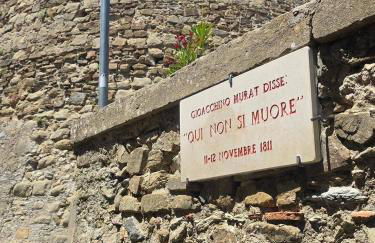 GIOACCHINO MURAT DISSE:
"QUI NON SI MUORE"
11-12 NOVEMBRE 1811